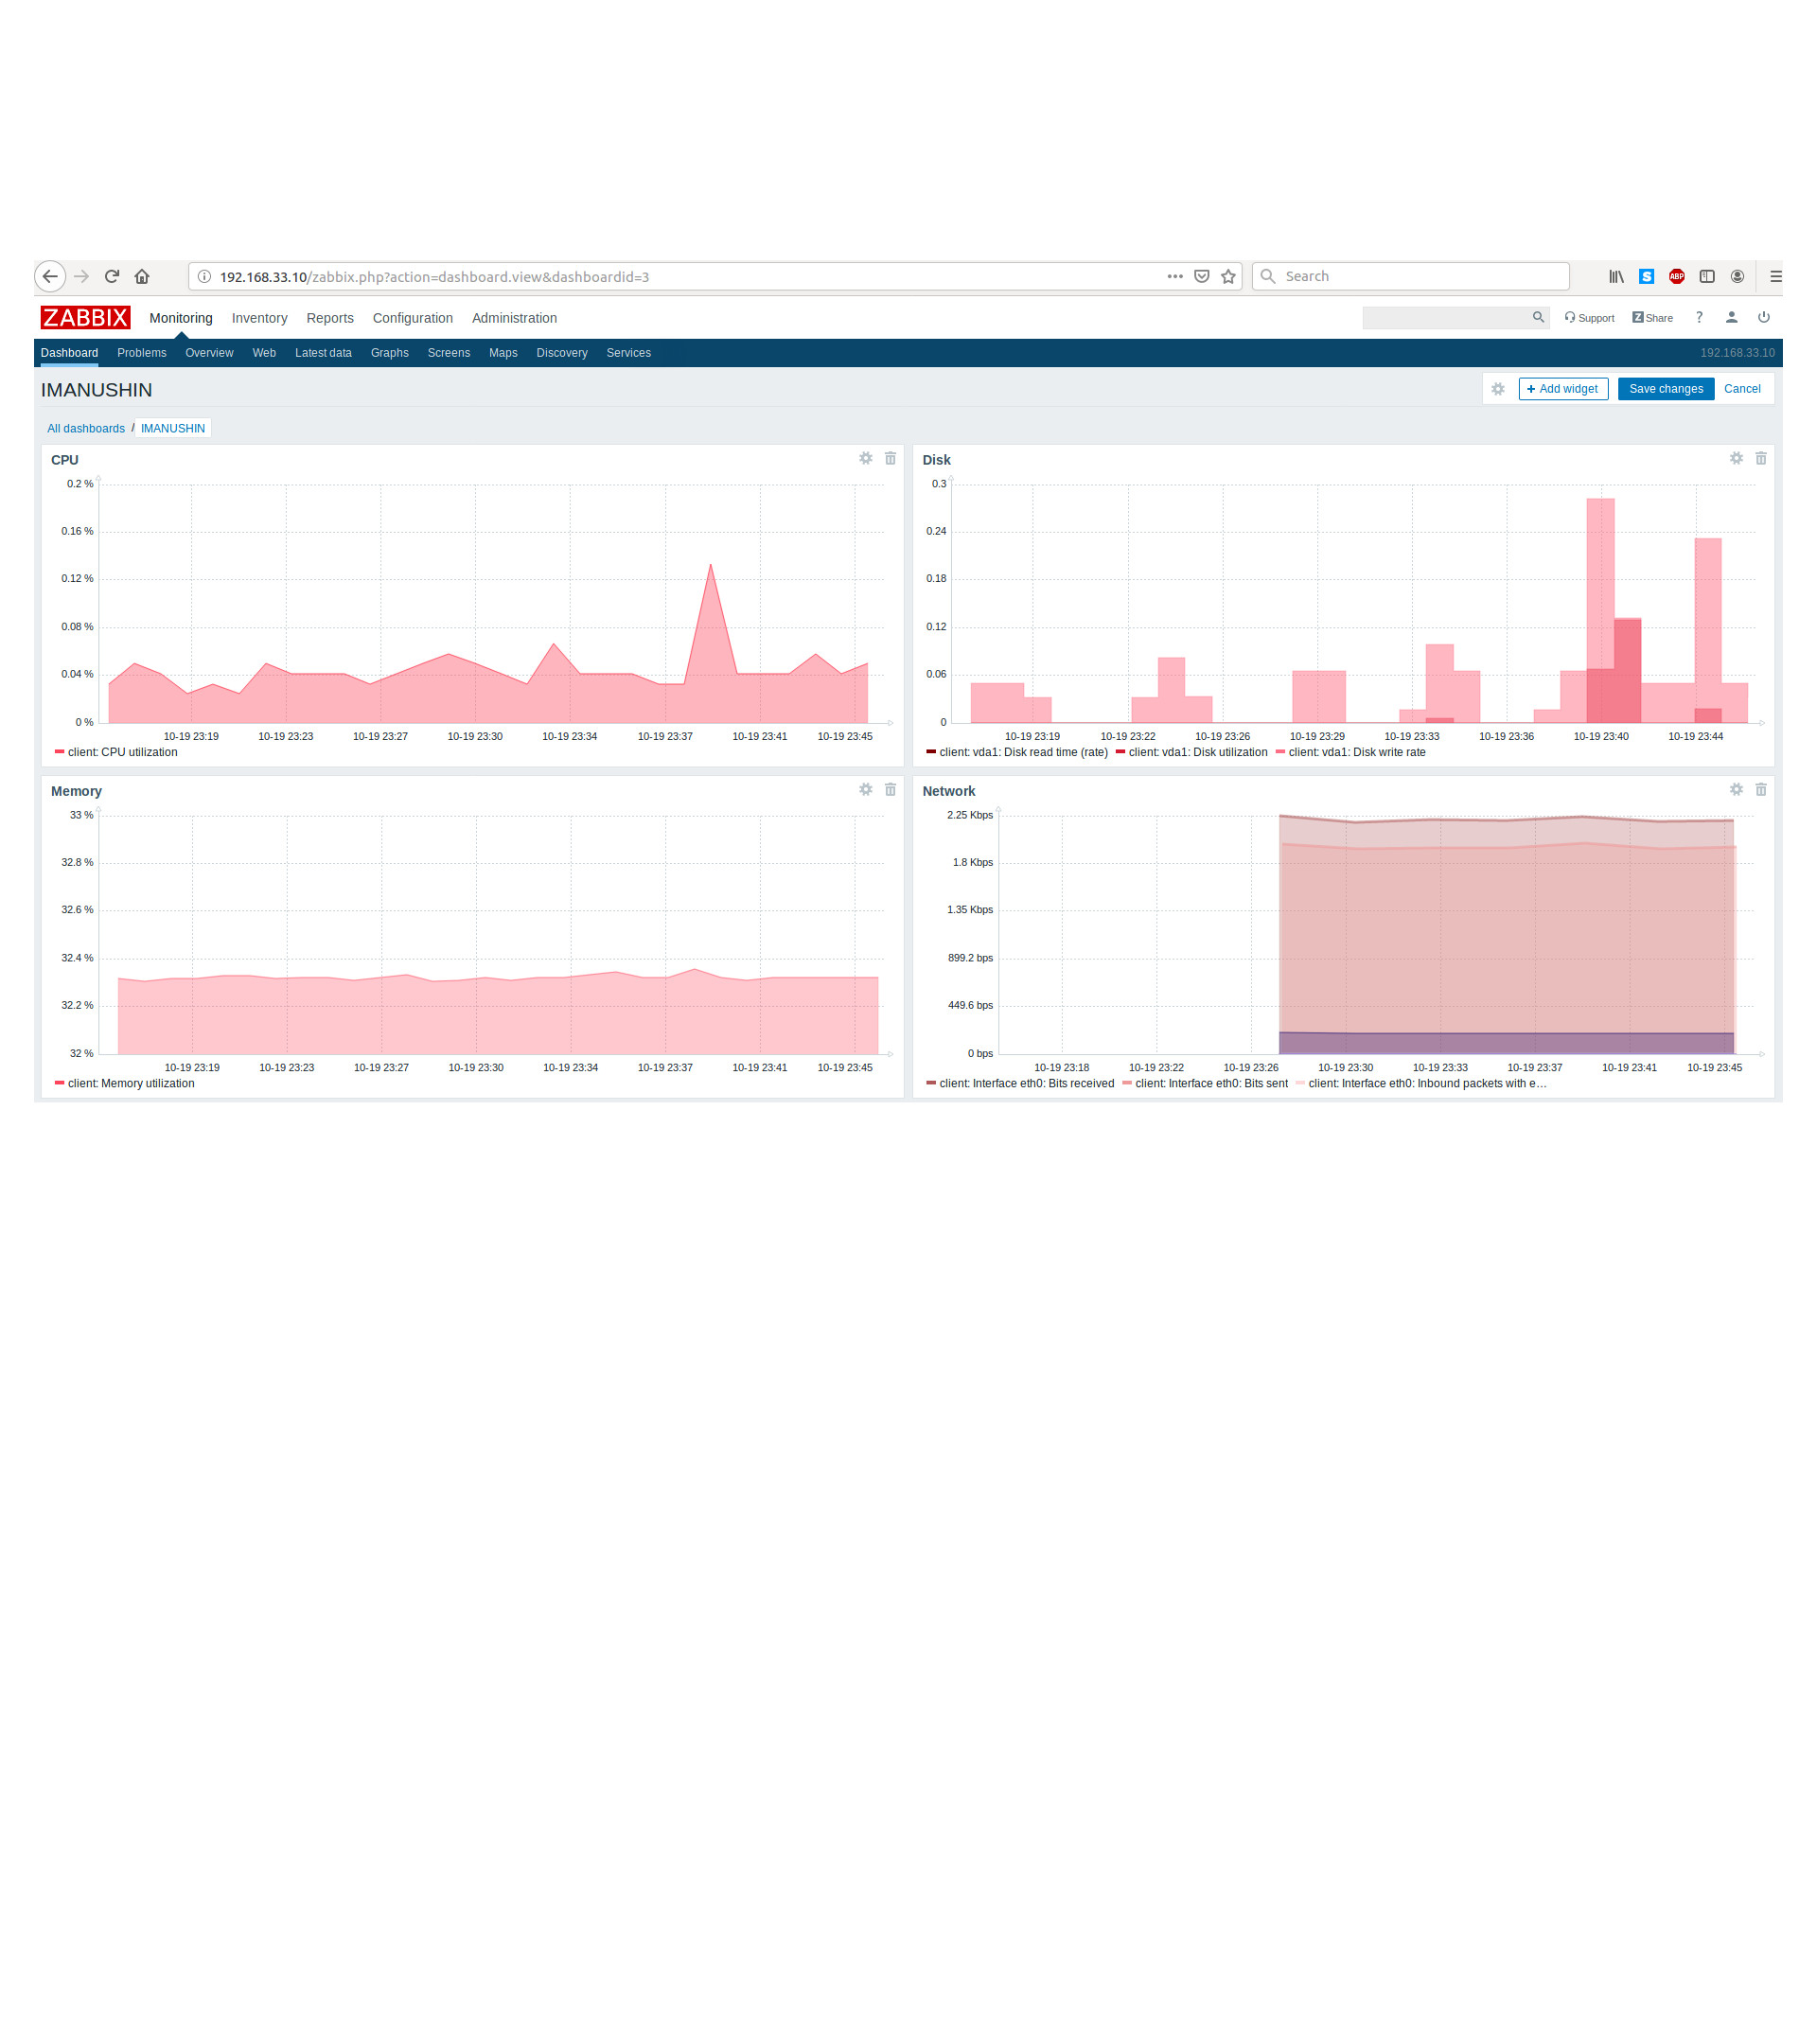 192.168.33.10/zabbix.php?action=dashboard.view&dashboardid=3 Search ABP
ZABBIX Monitoring Inventory Reports Configuration Administration Support Z Share ?
Dashboard Problems Overview Web Latest data Graphs Screens Maps Discovery Services 192.168.33.10
IMANUSHIN + Add widget Save changes Cancel
All dashboards / IMANUSHIN
CPU
0.2 %
0.16 %
0.12 %
0.08 %
0.04 %
0 %
10-19 23:19 10-19 23:23 10-19 23:27 10-19 23:30 10-19 23:34 10-19 23:37 10-19 23:41 10-19 23:45
client: CPU utilization
Disk
0.3
0.24
0.18
0.12
0.06
0
10-19 23:19 10-19 23:22 10-19 23:26 10-19 23:29 10-19 23:33 10-19 23:36 10-19 23:40 10-19 23:44
client: vda1: Disk read time (rate) client: vda1: Disk utilization client: vda1: Disk write rate
Memory
33 %
32.8 %
32.6 %
32.4 %
32.2 %
32 %
10-19 23:19 10-19 23:23 10-19 23:27 10-19 23:30 10-19 23:34 10-19 23:37 10-19 23:41 10-19 23:45
client: Memory utilization
Network
2.25 Kbps
1.8 Kbps
1.35 Kbps
899.2 bps
449.6 bps
0 bps
10-19 23:18 10-19 23:22 10-19 23:26 10-19 23:30 10-19 23:33 10-19 23:37 10-19 23:41 10-19 23:45
client: Interface eth0: Bits received client: Interface eth0: Bits sent client: Interface eth0: Inbound packets with e...